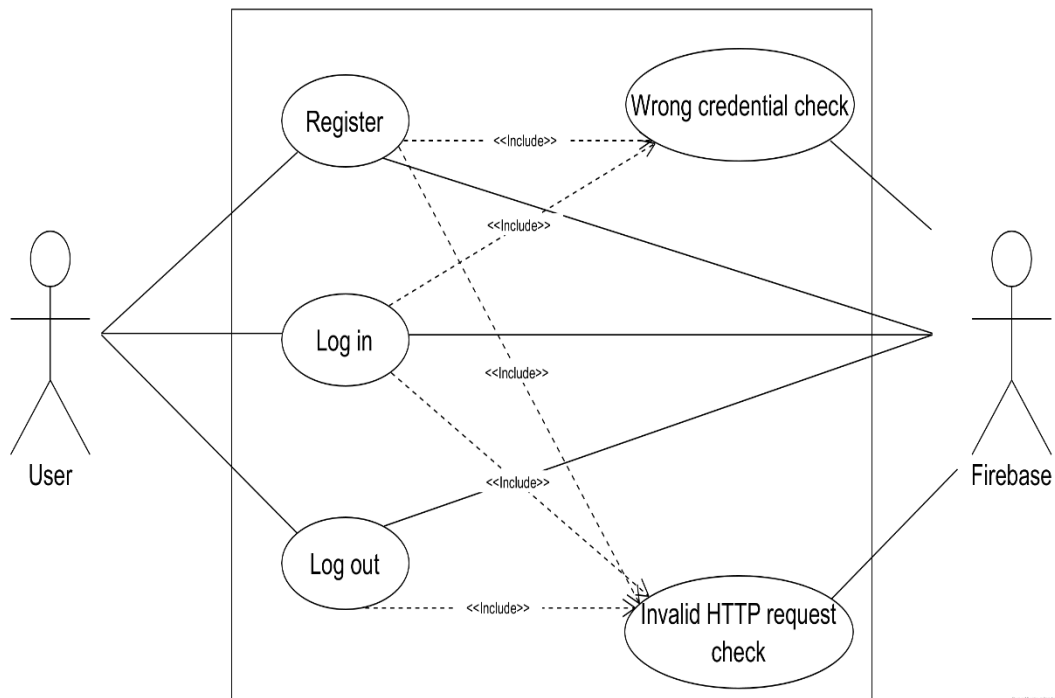 Register
Wrong credential check
<<Include>>
<<Include>>
Log in
<<Include>>
User
Firebase
<<Include>>
Log out
<<Include>>
Invalid HTTP request
check